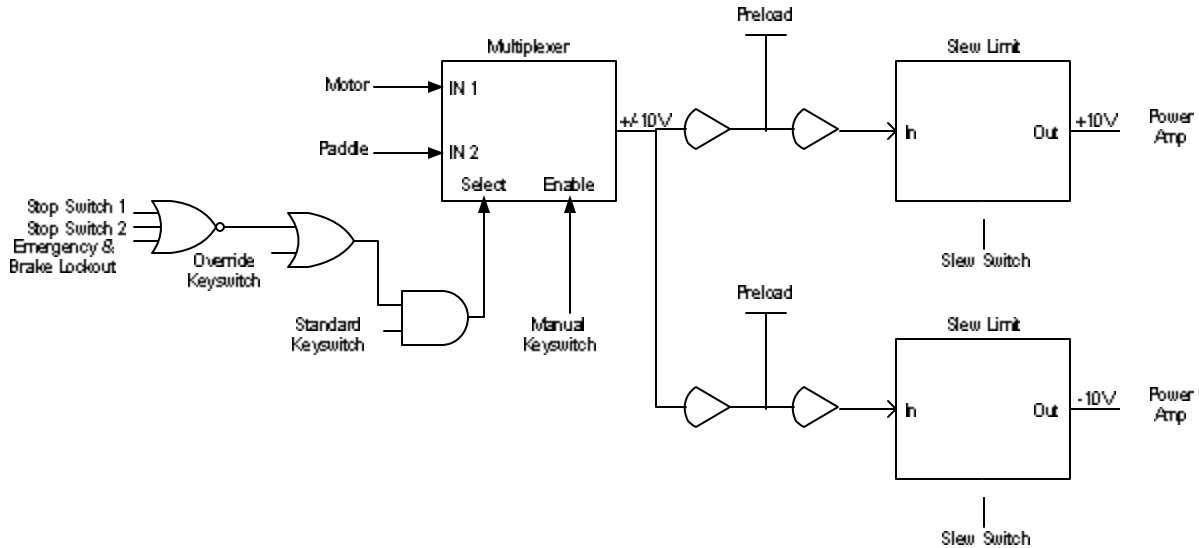 Preload
Multiplexer
Slew Limit
Motor
IN 1
+/-10V
+10V
Power
Amp
In
Out
Paddle
IN 2
Select
Enable
Stop Switch 1
Stop Switch 2
Emergency &
Brake Lockout
Override
Keyswitch
Slew Switch
Preload
Standard
Keyswitch
Manual
Keyswitch
Slew Limit
-10V
Power
Amp
In
Out
Slew Switch